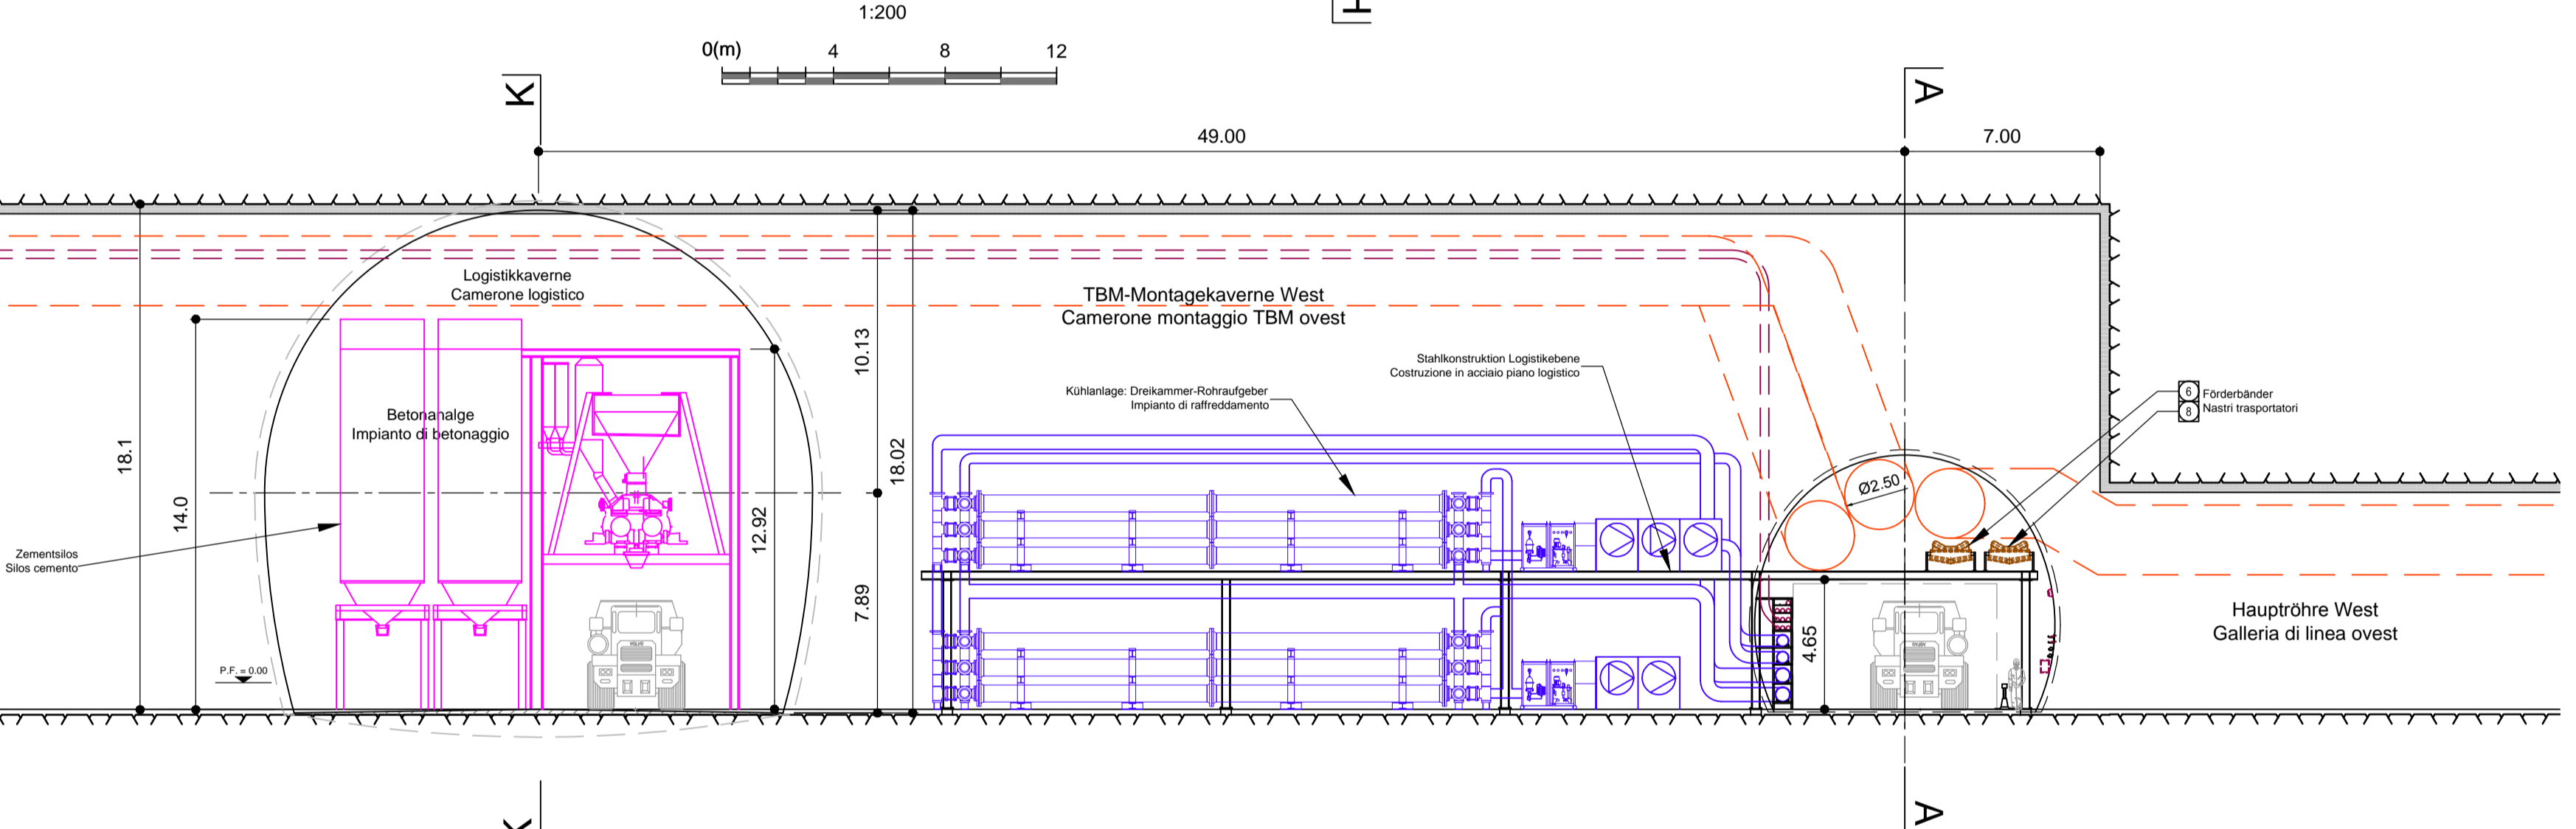 1:200
H
0(m) 4 8 12
K
A
49.00
7.00
Logistikkaverne
Camerone logistico
TBM-Montagekaverne West
Camerone montaggio TBM ovest
10.13
Stahlkonstruktion Logistikebene
Costruzione in acciaio piano logistico
Kühlanlage: Dreikammer-Rohraufgeber
Impianto di raffreddamento
6 Förderbänder
8 Nastri trasportatori
Betonanalge
Impianto di betonaggio
18.1
18.02
14.0
12.92
Ø2.50
Zementsilos
Silos cemento
7.89
4.65
Hauptröhre West
Galleria di linea ovest
P.F. = 0.00
VOLVO
VOLVO
K
A